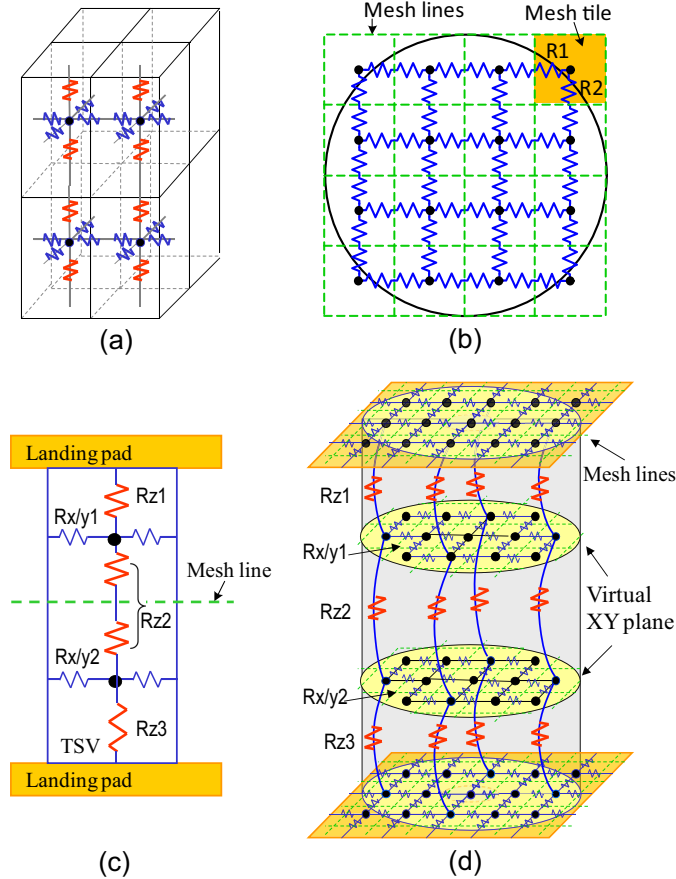 Mesh lines
Mesh tile
R1
R2
(a)
(b)
Landing pad
Rz1
Rx/y1
Mesh line
Rz2
Rx/y2
Rz3
TSV
Landing pad
(c)
Mesh lines
Rz1
Rx/y1
Rz2
Virtual
XY plane
Rx/y2
Rz3
(d)